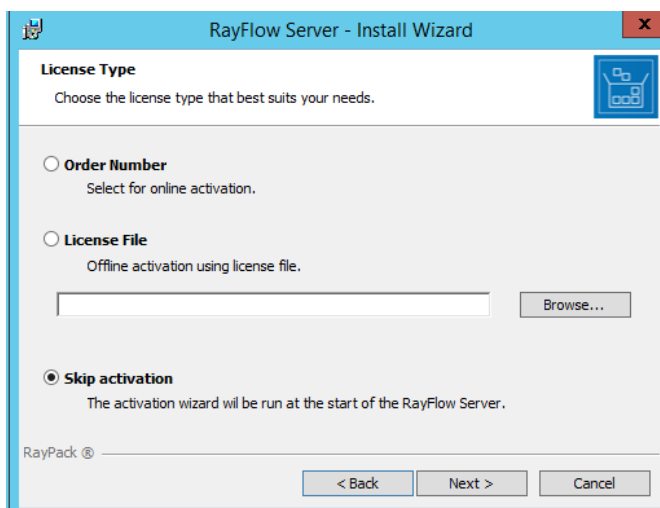 RayFlow Server - Install Wizard
x
License Type
Choose the license type that best suits your needs.
Order Number
Select for online activation.
License File
Offline activation using license file.
Browse...
Skip activation
The activation wizard wil be run at the start of the RayFlow Server.
RayPack ®
< Back Next > Cancel